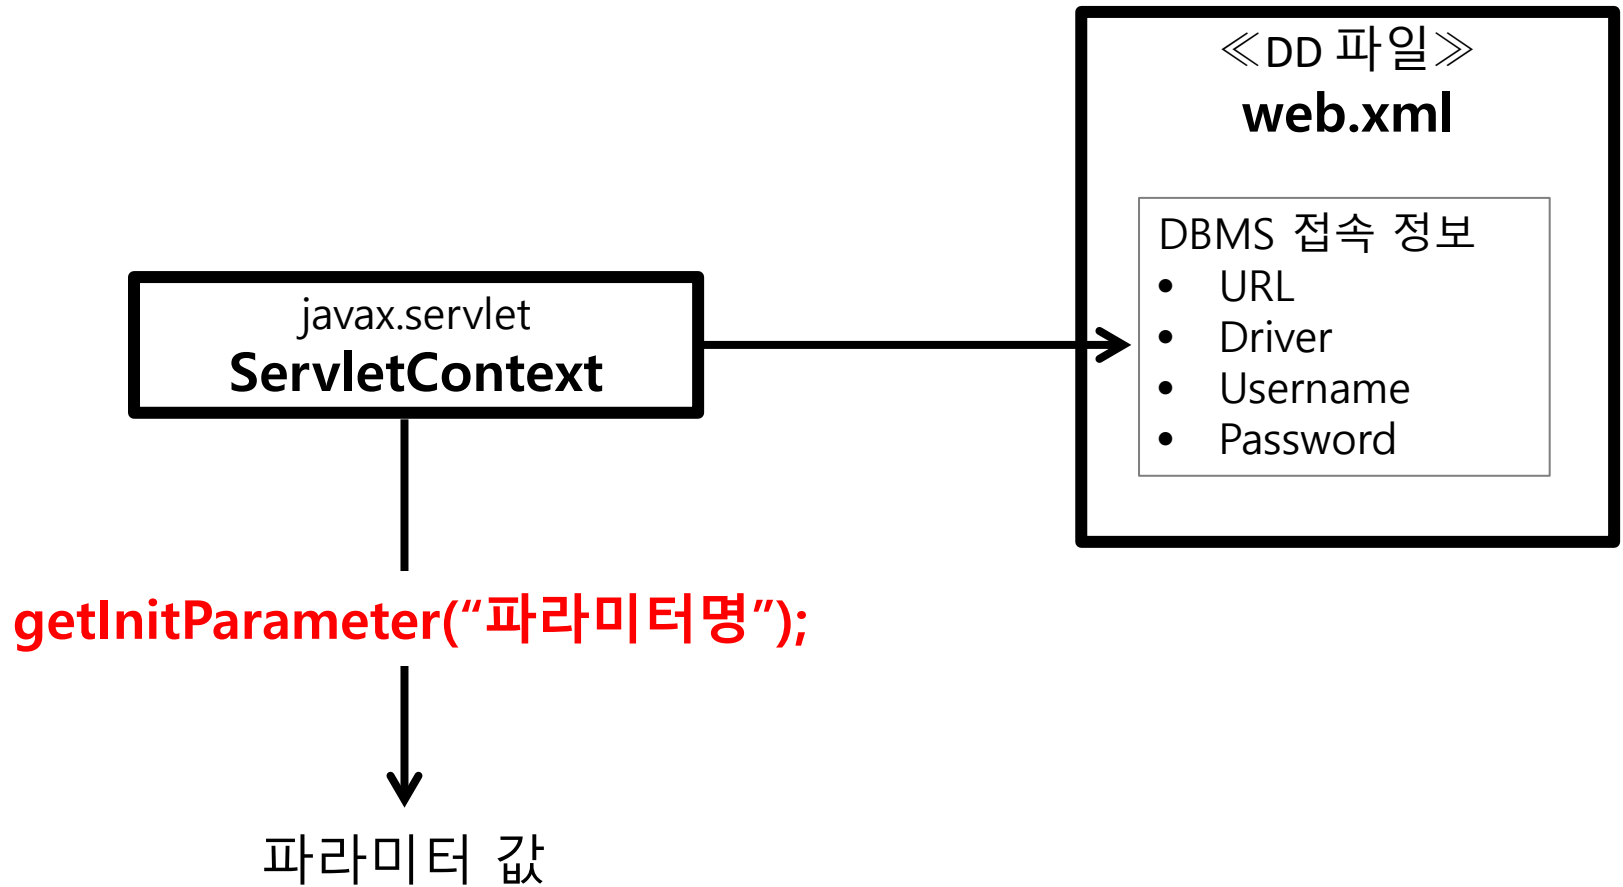 ≪DD 파일≫
web.xml
DBMS 접속 정보
• URL
• Driver
• Username
• Password
javax.servlet
ServletContext
getInitParameter(“파라미터명”);
파라미터 값